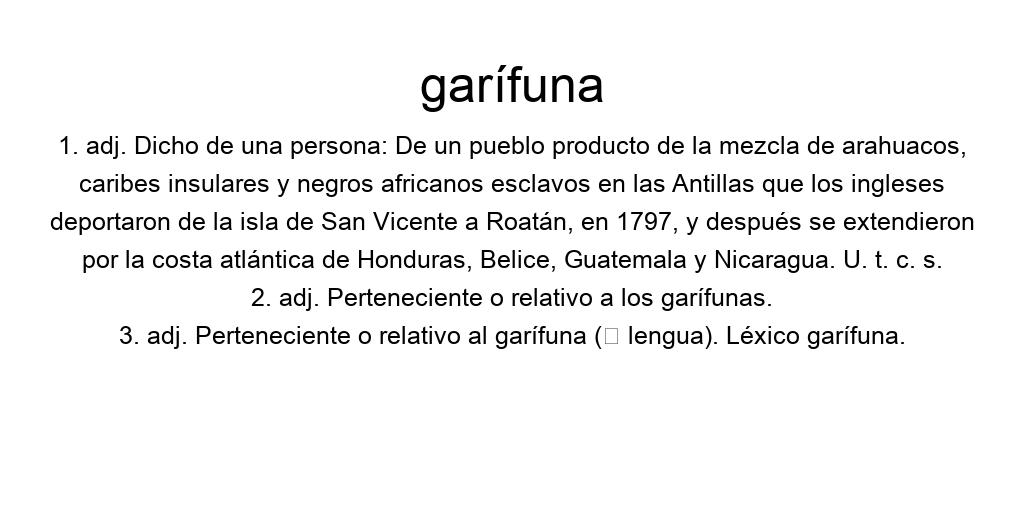 garífuna
1. adj. Dicho de una persona: De un pueblo producto de la mezcla de arahuacos,
caribes insulares y negros africanos esclavos en las Antillas que los ingleses
deportaron de la isla de San Vicente a Roatán, en 1797, y después se extendieron
por la costa atlántica de Honduras, Belice, Guatemala y Nicaragua. U. t. c. s.
2. adj. Perteneciente o relativo a los garífunas.
3. adj. Perteneciente o relativo al garífuna (▯ lengua). Léxico garífuna.